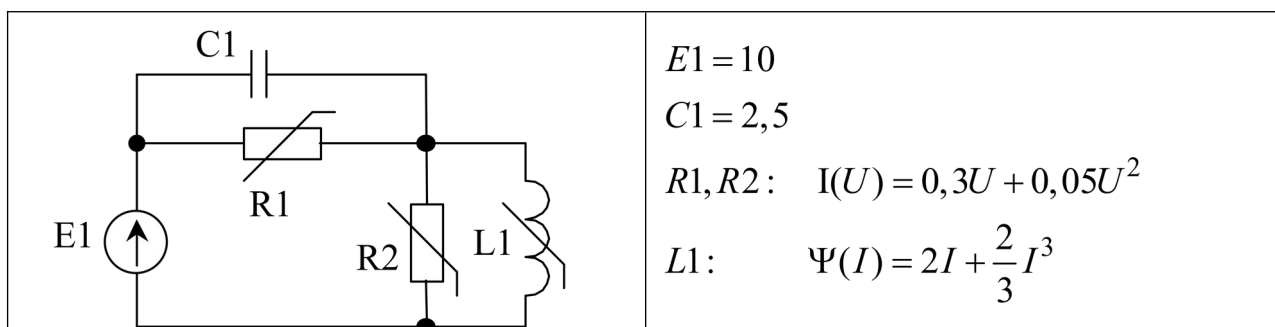 C1
R1
E1
R2
L1
E1=10
C1=2,5
R1,R2: I(U)=0,3U+0,05U²
L1: Ψ(I)=2I+\frac{2}{3}I³